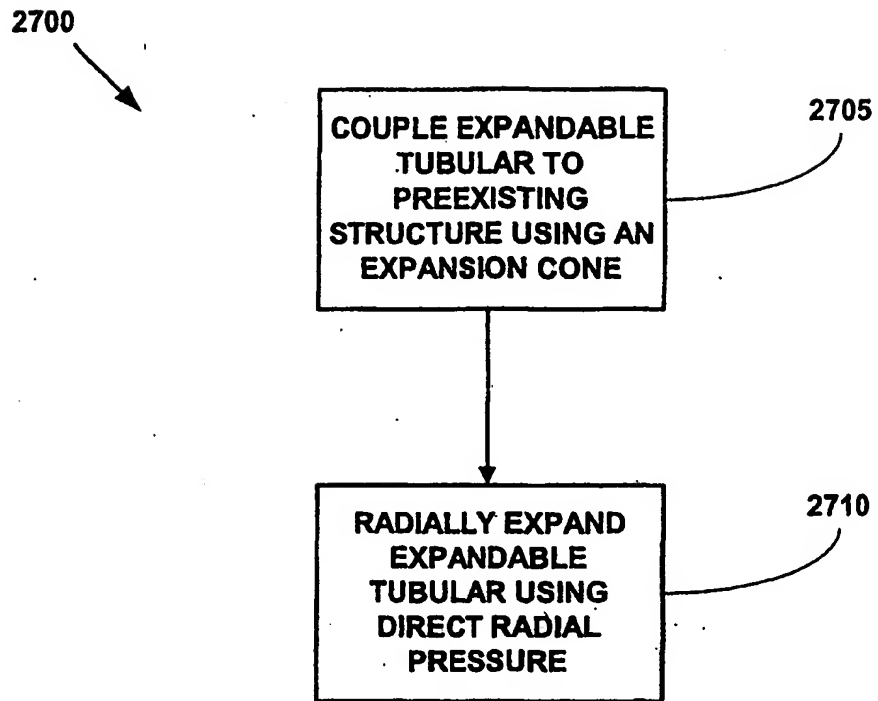 2700
COUPLE EXPANDABLE
TUBULAR TO
PREEXISTING
STRUCTURE USING AN
EXPANSION CONE
2705
RADIALLY EXPAND
EXPANDABLE
TUBULAR USING
DIRECT RADIAL
PRESSURE
2710